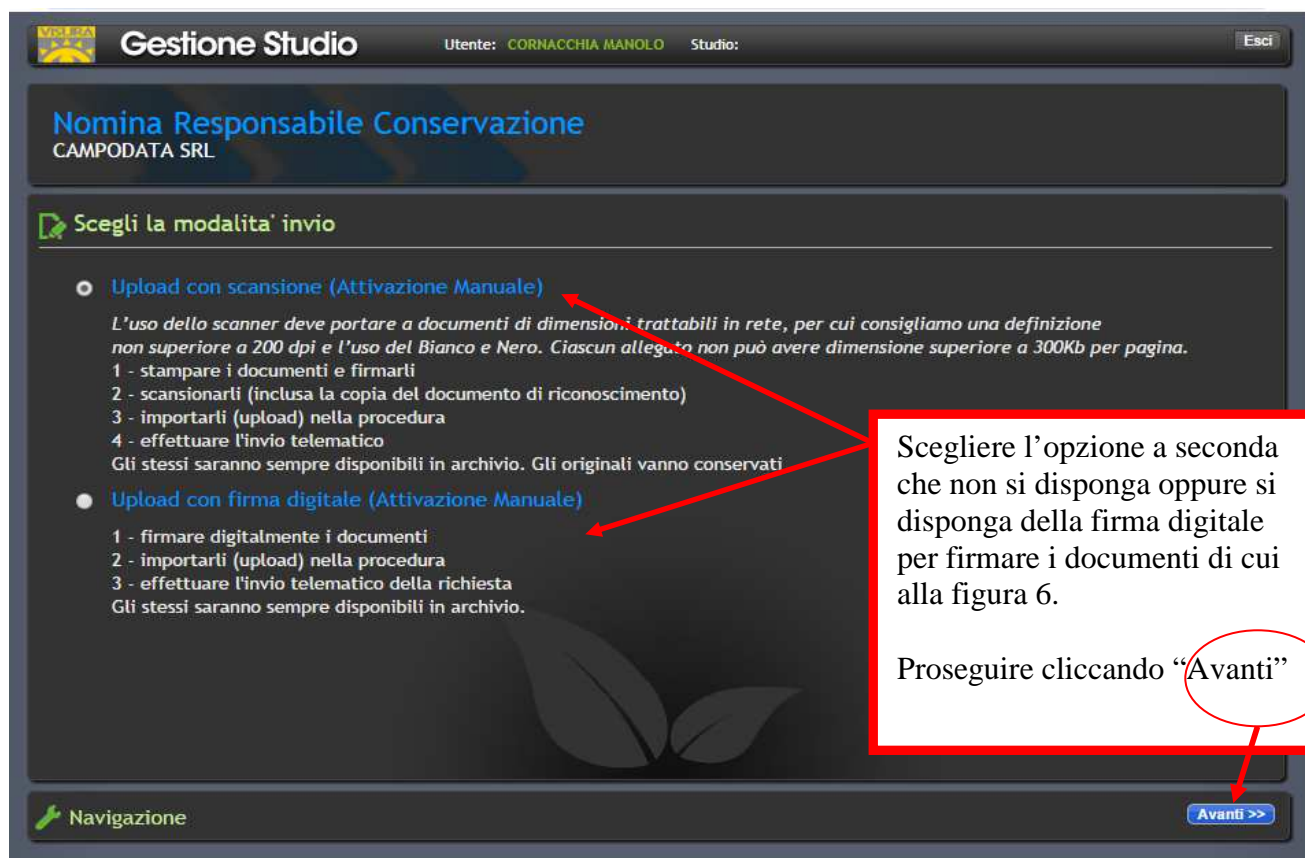 VISURA
Gestione Studio
Utente: CORNACCHIA MANOLO Studio:
Esci
Nomina Responsabile Conservazione
CAMPODATA SRL
Scegli la modalita' invio
Upload con scansione (Attivazione Manuale)
L'uso dello scanner deve portare a documenti di dimensioni trattabili in rete, per cui consigliamo una definizione
non superiore a 200 dpi e l'uso del Bianco e Nero. Ciascun allegato non può avere dimensione superiore a 300Kb per pagina.
1 - stampare i documenti e firmarli
2 - scansionarli (inclusa la copia del documento di riconoscimento)
3 - importarli (upload) nella procedura
4 - effettuare l'invio telematico
Gli stessi saranno sempre disponibili in archivio. Gli originali vanno conservati
Upload con firma digitale (Attivazione Manuale)
1 - firmare digitalmente i documenti
2 - importarli (upload) nella procedura
3 - effettuare l'invio telematico della richiesta
Gli stessi saranno sempre disponibili in archivio.
Scegliere l’opzione a seconda
che non si disponga oppure si
disponga della firma digitale
per firmare i documenti di cui
alla figura 6.
Proseguire cliccando “Avanti”
Navigazione
Avanti >>